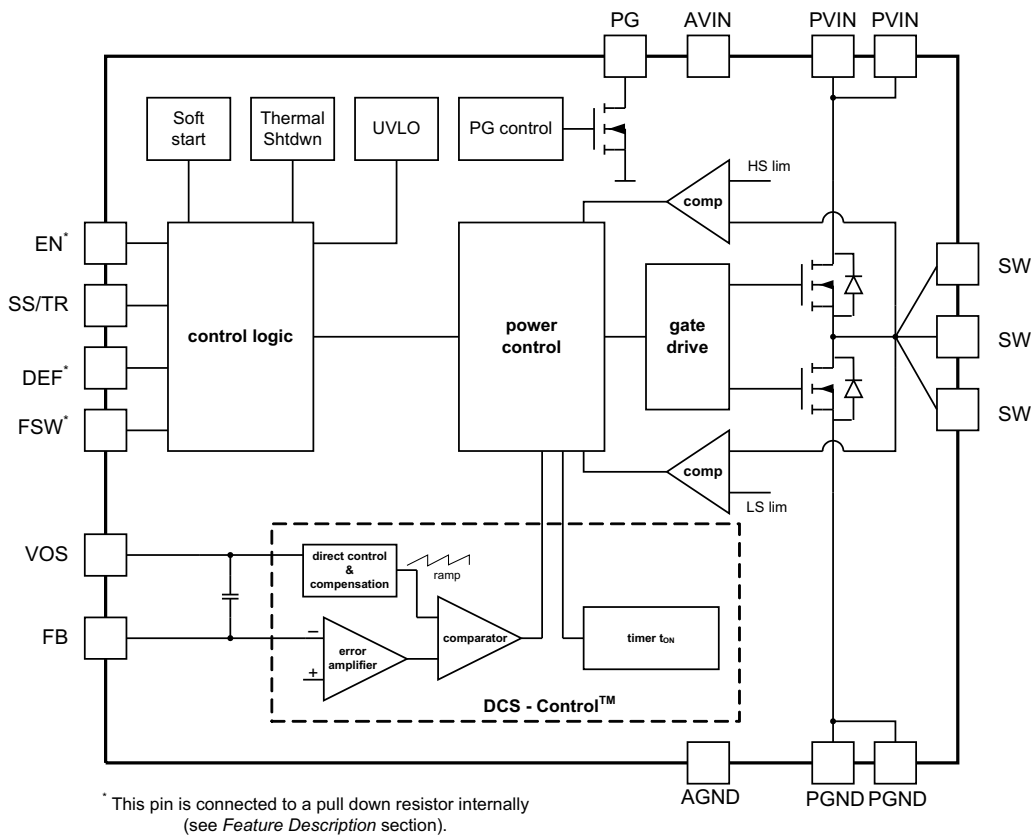 PG AVIN PVIN PVIN
Soft
start
Thermal
Shtdwn
UVLO
PG control
HS lim
comp
EN*
SS/TR
DEF*
FSW*
control logic
power
control
gate
drive
SW
SW
SW
comp
LS lim
VOS
FB
direct control
&
compensation
ramp
error
amplifier
− +
comparator
timer tON
DCS - Control™
AGND PGND PGND
* This pin is connected to a pull down resistor internally
(see Feature Description section).